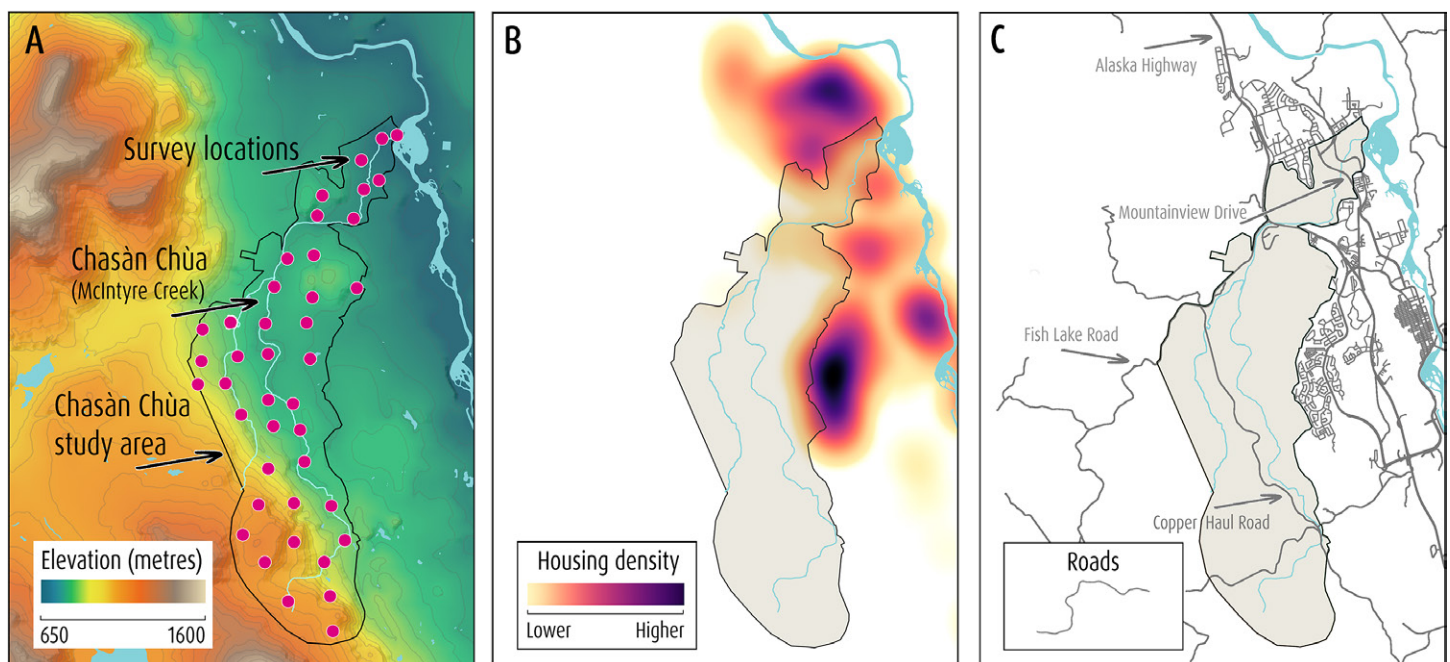 A
Survey locations
Chasàn Chùa
(McIntyre Creek)
Chasàn Chùa
study area
Elevation (metres)
650 1600
B
Housing density
Lower Higher
C
Alaska Highway
Mountainview Drive
Fish Lake Road
Copper Haul Road
Roads